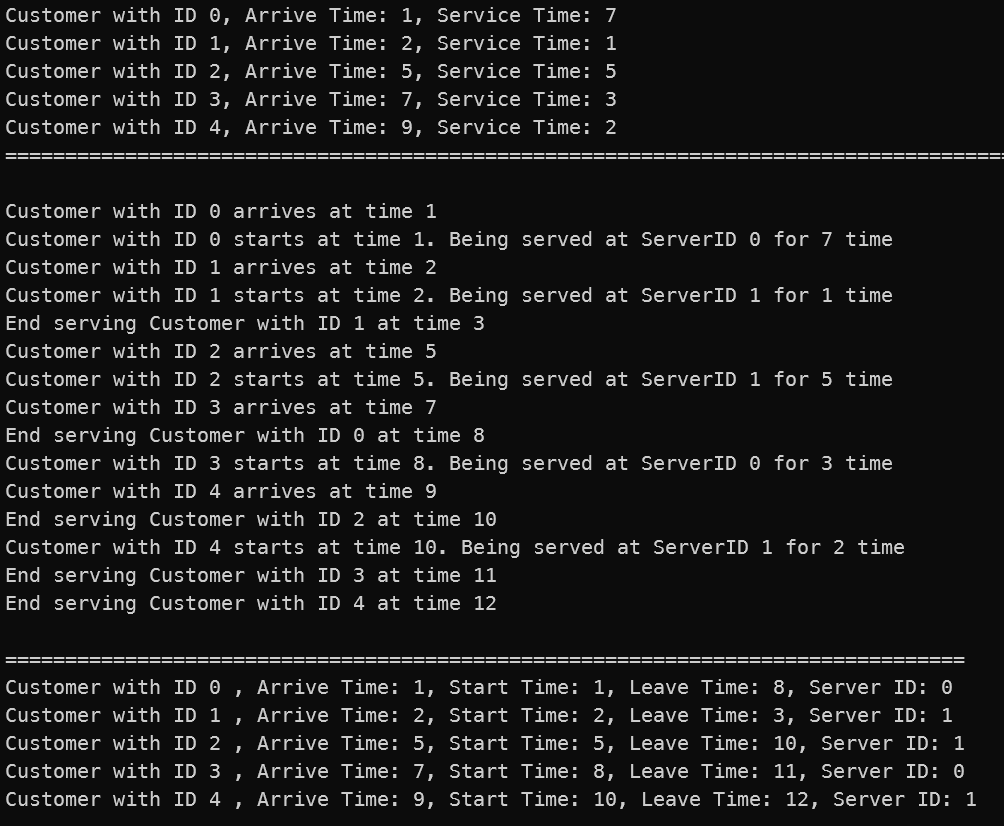 Customer with ID 0, Arrive Time: 1, Service Time: 7
Customer with ID 1, Arrive Time: 2, Service Time: 1
Customer with ID 2, Arrive Time: 5, Service Time: 5
Customer with ID 3, Arrive Time: 7, Service Time: 3
Customer with ID 4, Arrive Time: 9, Service Time: 2
===================================================================================
Customer with ID 0 arrives at time 1
Customer with ID 0 starts at time 1. Being served at ServerID 0 for 7 time
Customer with ID 1 arrives at time 2
Customer with ID 1 starts at time 2. Being served at ServerID 1 for 1 time
End serving Customer with ID 1 at time 3
Customer with ID 2 arrives at time 5
Customer with ID 2 starts at time 5. Being served at ServerID 1 for 5 time
Customer with ID 3 arrives at time 7
End serving Customer with ID 0 at time 8
Customer with ID 3 starts at time 8. Being served at ServerID 0 for 3 time
Customer with ID 4 arrives at time 9
End serving Customer with ID 2 at time 10
Customer with ID 4 starts at time 10. Being served at ServerID 1 for 2 time
End serving Customer with ID 3 at time 11
End serving Customer with ID 4 at time 12
================================================================================
Customer with ID 0 , Arrive Time: 1, Start Time: 1, Leave Time: 8, Server ID: 0
Customer with ID 1 , Arrive Time: 2, Start Time: 2, Leave Time: 3, Server ID: 1
Customer with ID 2 , Arrive Time: 5, Start Time: 5, Leave Time: 10, Server ID: 1
Customer with ID 3 , Arrive Time: 7, Start Time: 8, Leave Time: 11, Server ID: 0
Customer with ID 4 , Arrive Time: 9, Start Time: 10, Leave Time: 12, Server ID: 1